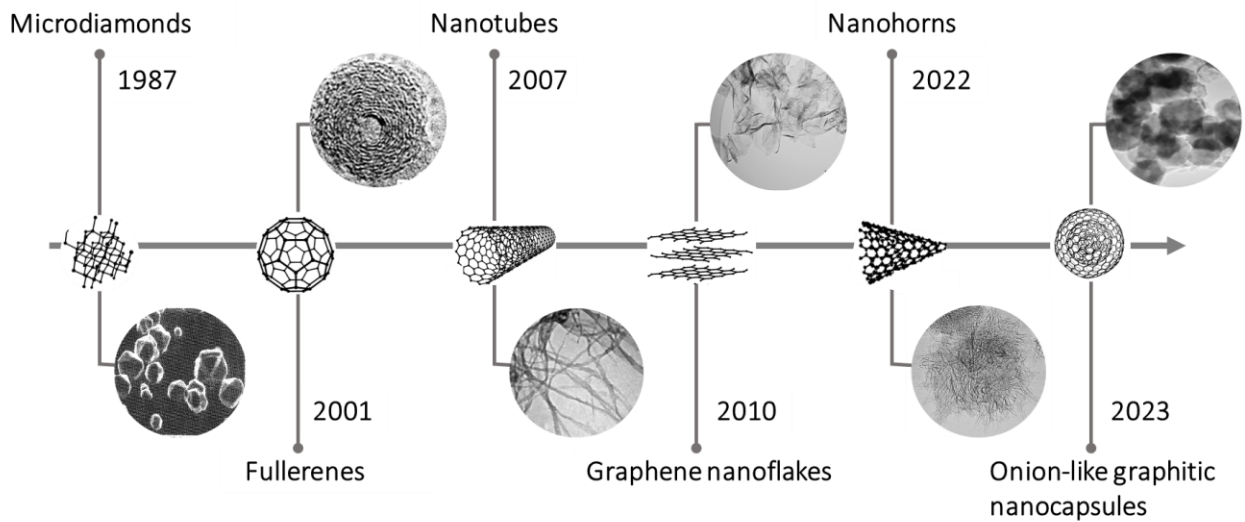 Microdiamonds
1987
Fullerenes
2001
Nanotubes
2007
Graphene nanoflakes
2010
Nanohorns
2022
Onion-like graphitic
nanocapsules
2023